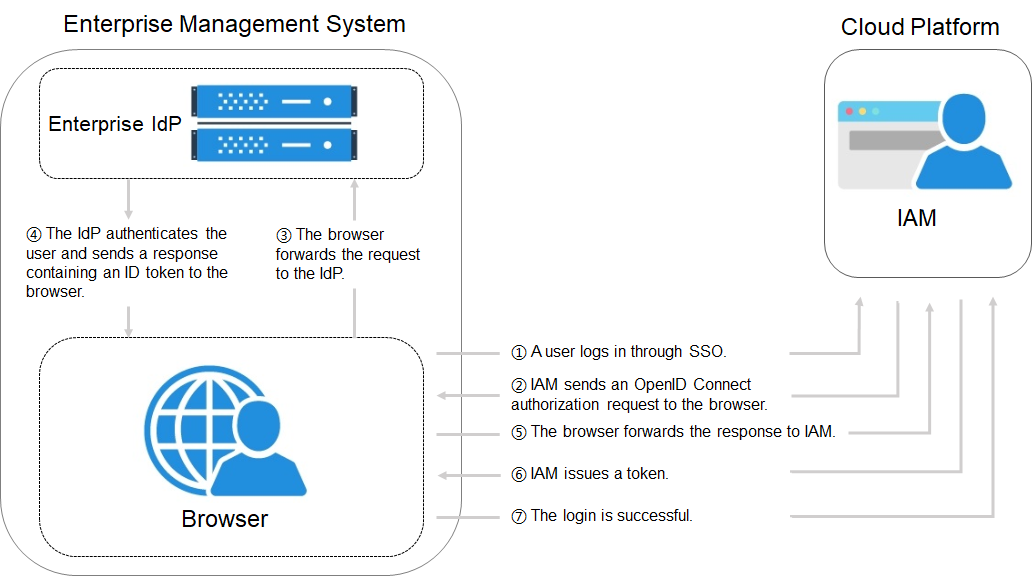 Enterprise Management System
Cloud Platform
Enterprise IdP
IAM
④ The IdP authenticates the
user and sends a response
containing an ID token to the
browser.
③ The browser
forwards the request
to the IdP.
① A user logs in through SSO.
② IAM sends an OpenID Connect
authorization request to the browser.
⑤ The browser forwards the response to IAM.
⑥ IAM issues a token.
⑦ The login is successful.
Browser